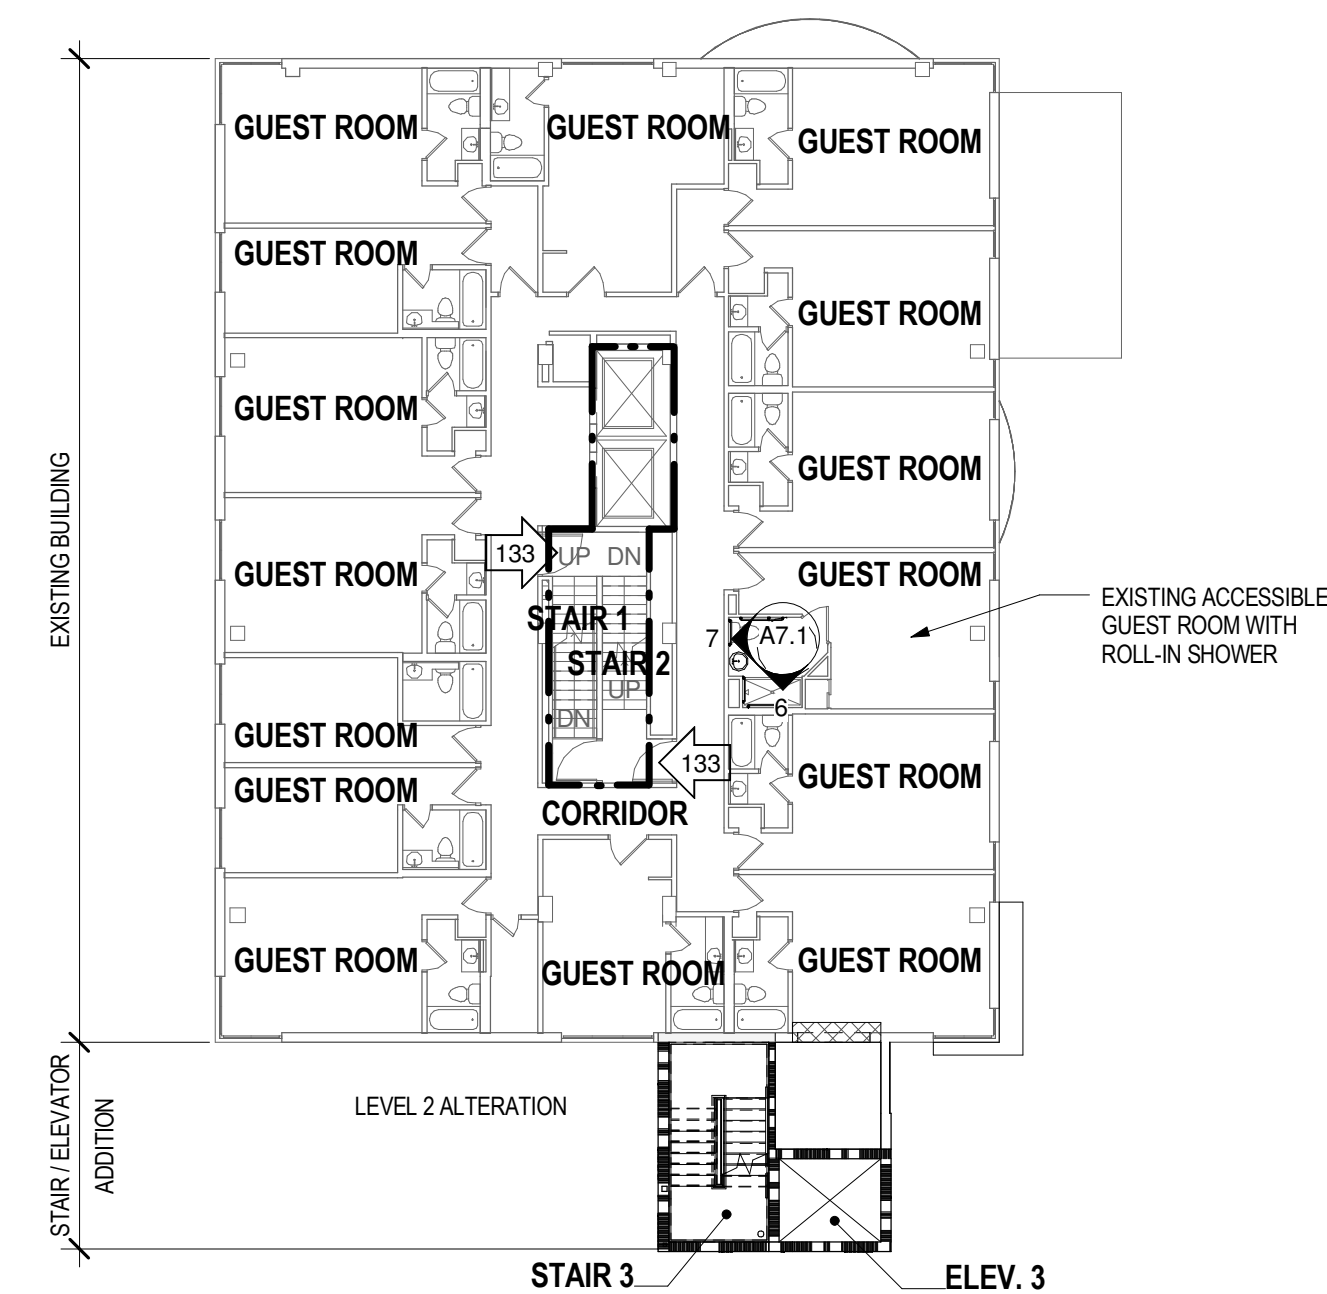 GUEST ROOM
GUEST ROOM
GUEST ROOM
GUEST ROOM
GUEST ROOM
GUEST ROOM
GUEST ROOM
GUEST ROOM
EXISTING BUILDING
133
UP DN
GUEST ROOM
GUEST ROOM
EXISTING ACCESSIBLE
GUEST ROOM WITH
ROLL-IN SHOWER
STAIR 1
7
A7.1
STAIR 2
UP
6
DN
GUEST ROOM
133
GUEST ROOM
GUEST ROOM
CORRIDOR
GUEST ROOM
GUEST ROOM
GUEST ROOM
STAIR / ELEVATOR
ADDITION
LEVEL 2 ALTERATION
STAIR 3
ELEV. 3